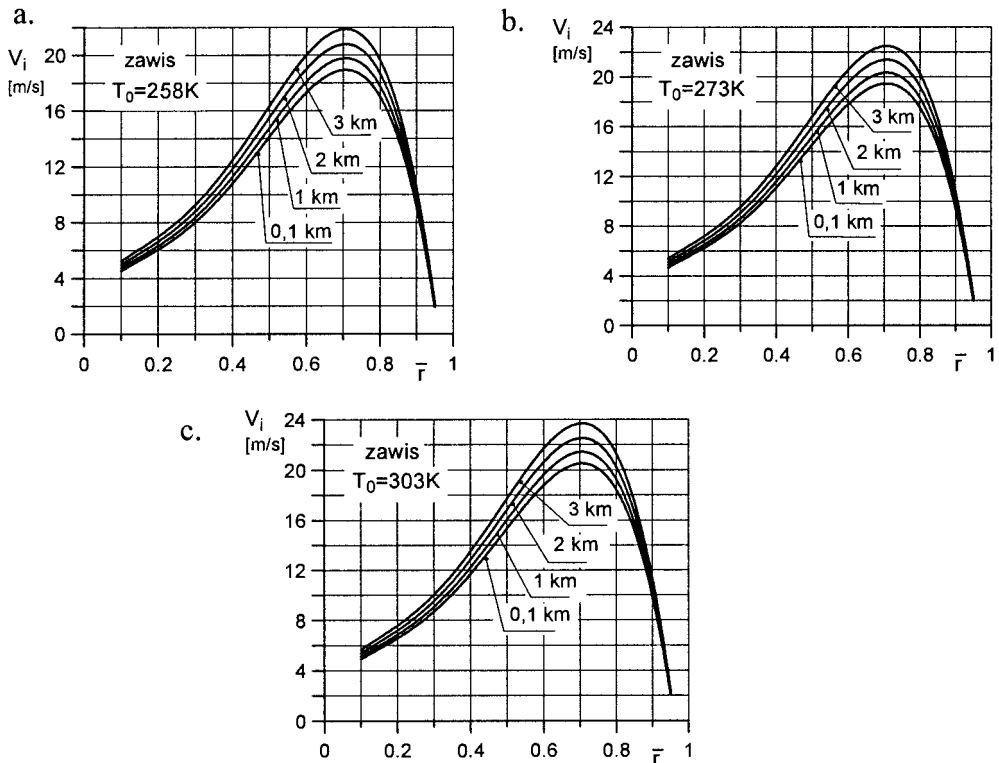 a.
V_i
[m/s]
20
16
12
8
4
0
zawis
T_0=258K
3 km
2 km
1 km
0,1 km
0
0.2
0.4
0.6
0.8
1
r̄
b.
V_i
[m/s]
24
20
16
12
8
4
0
zawis
T_0=273K
3 km
2 km
1 km
0,1 km
0
0.2
0.4
0.6
0.8
1
r̄
c.
V_i
[m/s]
24
20
16
12
8
4
0
zawis
T_0=303K
3 km
2 km
1 km
0,1 km
0
0.2
0.4
0.6
0.8
1
r̄